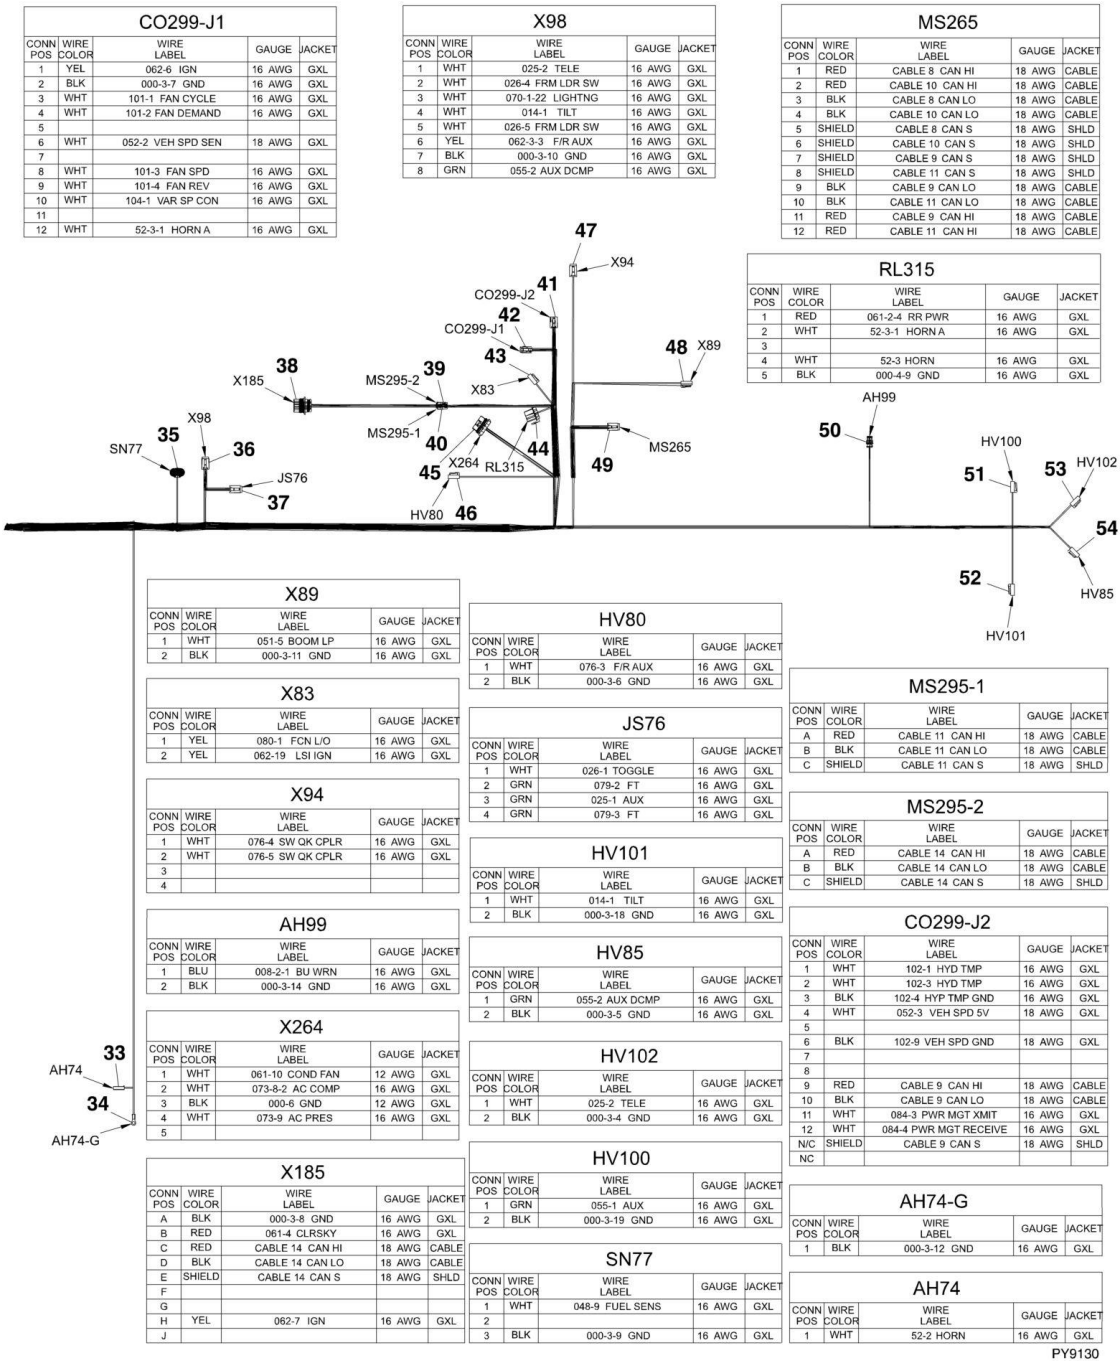 CO299-J1
CONN POS WIRE COLOR WIRE LABEL GAUGE JACKET
1 YEL 062-6 IGN 16 AWG GXL
2 BLK 000-3-7 GND 16 AWG GXL
3 WHT 101-1 FAN CYCLE 16 AWG GXL
4 WHT 101-2 FAN DEMAND 16 AWG GXL
5
6 WHT 052-2 VEH SPD SEN 18 AWG GXL
7
8 WHT 101-3 FAN SPD 16 AWG GXL
9 WHT 101-4 FAN REV 16 AWG GXL
10 WHT 104-1 VAR SP CON 16 AWG GXL
11
12 WHT 52-3-1 HORN A 16 AWG GXL
X98
CONN POS WIRE COLOR WIRE LABEL GAUGE JACKET
1 WHT 025-2 TELE 16 AWG GXL
2 WHT 026-4 FRM LDR SW 16 AWG GXL
3 WHT 070-1-22 LIGHTNG 16 AWG GXL
4 WHT 014-1 TILT 16 AWG GXL
5 WHT 026-5 FRM LDR SW 16 AWG GXL
6 YEL 062-3-3 F/R AUX 16 AWG GXL
7 BLK 000-3-10 GND 16 AWG GXL
8 GRN 055-2 AUX DCMP 16 AWG GXL
MS265
CONN POS WIRE COLOR WIRE LABEL GAUGE JACKET
1 RED CABLE 8 CAN HI 18 AWG CABLE
2 RED CABLE 10 CAN HI 18 AWG CABLE
3 BLK CABLE 8 CAN LO 18 AWG CABLE
4 BLK CABLE 10 CAN LO 18 AWG CABLE
5 SHIELD CABLE 8 CAN S 18 AWG SHLD
6 SHIELD CABLE 10 CAN S 18 AWG SHLD
7 SHIELD CABLE 9 CAN S 18 AWG SHLD
8 SHIELD CABLE 11 CAN S 18 AWG SHLD
9 BLK CABLE 9 CAN LO 18 AWG CABLE
10 BLK CABLE 11 CAN LO 18 AWG CABLE
11 RED CABLE 9 CAN HI 18 AWG CABLE
12 RED CABLE 11 CAN HI 18 AWG CABLE
RL315
CONN POS WIRE COLOR WIRE LABEL GAUGE JACKET
1 RED 061-2-4 RR PWR 16 AWG GXL
2 WHT 52-3-1 HORN A 16 AWG GXL
3
4 WHT 52-3 HORN 16 AWG GXL
5 BLK 000-4-9 GND 16 AWG GXL
47
X94
41
CO299-J2
42
CO299-J1
43
X83
48 X89
38
X185
39
MS295-2
MS295-1
40
AH99
50
X98
35
SN77
36
JS76
37
45
X264
RL315
44
MS265
49
HV80
46
HV100
51
53 HV102
54
HV85
52
HV101
33
AH74
34
AH74-G
X89
CONN POS WIRE COLOR WIRE LABEL GAUGE JACKET
1 WHT 051-5 BOOM LP 16 AWG GXL
2 BLK 000-3-11 GND 16 AWG GXL
X83
CONN POS WIRE COLOR WIRE LABEL GAUGE JACKET
1 YEL 080-1 FCN L/O 16 AWG GXL
2 YEL 062-19 LSI IGN 16 AWG GXL
X94
CONN POS WIRE COLOR WIRE LABEL GAUGE JACKET
1 WHT 076-4 SW QK CPLR 16 AWG GXL
2 WHT 076-5 SW QK CPLR 16 AWG GXL
3
4
AH99
CONN POS WIRE COLOR WIRE LABEL GAUGE JACKET
1 BLU 008-2-1 BU WRN 16 AWG GXL
2 BLK 000-3-14 GND 16 AWG GXL
X264
CONN POS WIRE COLOR WIRE LABEL GAUGE JACKET
1 WHT 061-10 COND FAN 12 AWG GXL
2 WHT 073-8-2 AC COMP 16 AWG GXL
3 BLK 000-6 GND 12 AWG GXL
4 WHT 073-9 AC PRES 16 AWG GXL
5
X185
CONN POS WIRE COLOR WIRE LABEL GAUGE JACKET
A BLK 000-3-8 GND 16 AWG GXL
B RED 061-4 CLRSKY 16 AWG GXL
C RED CABLE 14 CAN HI 18 AWG CABLE
D BLK CABLE 14 CAN LO 18 AWG CABLE
E SHIELD CABLE 14 CAN S 18 AWG SHLD
F
G
H YEL 062-7 IGN 16 AWG GXL
J
HV80
CONN POS WIRE COLOR WIRE LABEL GAUGE JACKET
1 WHT 076-3 F/R AUX 16 AWG GXL
2 BLK 000-3-6 GND 16 AWG GXL
JS76
CONN POS WIRE COLOR WIRE LABEL GAUGE JACKET
1 WHT 026-1 TOGGLE 16 AWG GXL
2 GRN 079-2 FT 16 AWG GXL
3 GRN 025-1 AUX 16 AWG GXL
4 GRN 079-3 FT 16 AWG GXL
HV101
CONN POS WIRE COLOR WIRE LABEL GAUGE JACKET
1 WHT 014-1 TILT 16 AWG GXL
2 BLK 000-3-18 GND 16 AWG GXL
HV85
CONN POS WIRE COLOR WIRE LABEL GAUGE JACKET
1 GRN 055-2 AUX DCMP 16 AWG GXL
2 BLK 000-3-5 GND 16 AWG GXL
HV102
CONN POS WIRE COLOR WIRE LABEL GAUGE JACKET
1 WHT 025-2 TELE 16 AWG GXL
2 BLK 000-3-4 GND 16 AWG GXL
HV100
CONN POS WIRE COLOR WIRE LABEL GAUGE JACKET
1 GRN 055-1 AUX 16 AWG GXL
2 BLK 000-3-19 GND 16 AWG GXL
SN77
CONN POS WIRE COLOR WIRE LABEL GAUGE JACKET
1 WHT 048-9 FUEL SENS 16 AWG GXL
2
3 BLK 000-3-9 GND 16 AWG GXL
MS295-1
CONN POS WIRE COLOR WIRE LABEL GAUGE JACKET
A RED CABLE 11 CAN HI 18 AWG CABLE
B BLK CABLE 11 CAN LO 18 AWG CABLE
C SHIELD CABLE 11 CAN S 18 AWG SHLD
MS295-2
CONN POS WIRE COLOR WIRE LABEL GAUGE JACKET
A RED CABLE 14 CAN HI 18 AWG CABLE
B BLK CABLE 14 CAN LO 18 AWG CABLE
C SHIELD CABLE 14 CAN S 18 AWG SHLD
CO299-J2
CONN POS WIRE COLOR WIRE LABEL GAUGE JACKET
1 WHT 102-1 HYD TMP 16 AWG GXL
2 WHT 102-3 HYD TMP 16 AWG GXL
3 BLK 102-4 HYP TMP GND 16 AWG GXL
4 WHT 052-3 VEH SPD 5V 18 AWG GXL
5
6 BLK 102-9 VEH SPD GND 18 AWG GXL
7
8
9 RED CABLE 9 CAN HI 18 AWG CABLE
10 BLK CABLE 9 CAN LO 18 AWG CABLE
11 WHT 084-3 PWR MGT XMIT 16 AWG GXL
12 WHT 084-4 PWR MGT RECEIVE 16 AWG GXL
N/C SHIELD CABLE 9 CAN S 18 AWG SHLD
NC
AH74-G
CONN POS WIRE COLOR WIRE LABEL GAUGE JACKET
1 BLK 000-3-12 GND 16 AWG GXL
AH74
CONN POS WIRE COLOR WIRE LABEL GAUGE JACKET
1 WHT 52-2 HORN 16 AWG GXL
PY9130